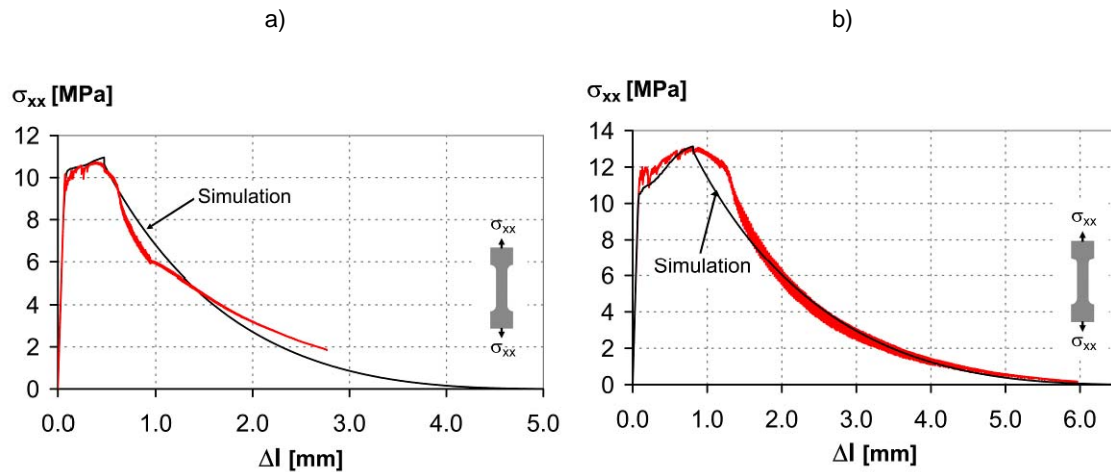 a)
σxx [MPa]
12
10
8
6
4
2
0
0.0 1.0 2.0 3.0 4.0 5.0
Δl [mm]
Simulation
σxx
σxx
b)
σxx [MPa]
14
12
10
8
6
4
2
0
0.0 1.0 2.0 3.0 4.0 5.0 6.0
Δl [mm]
Simulation
σxx
σxx